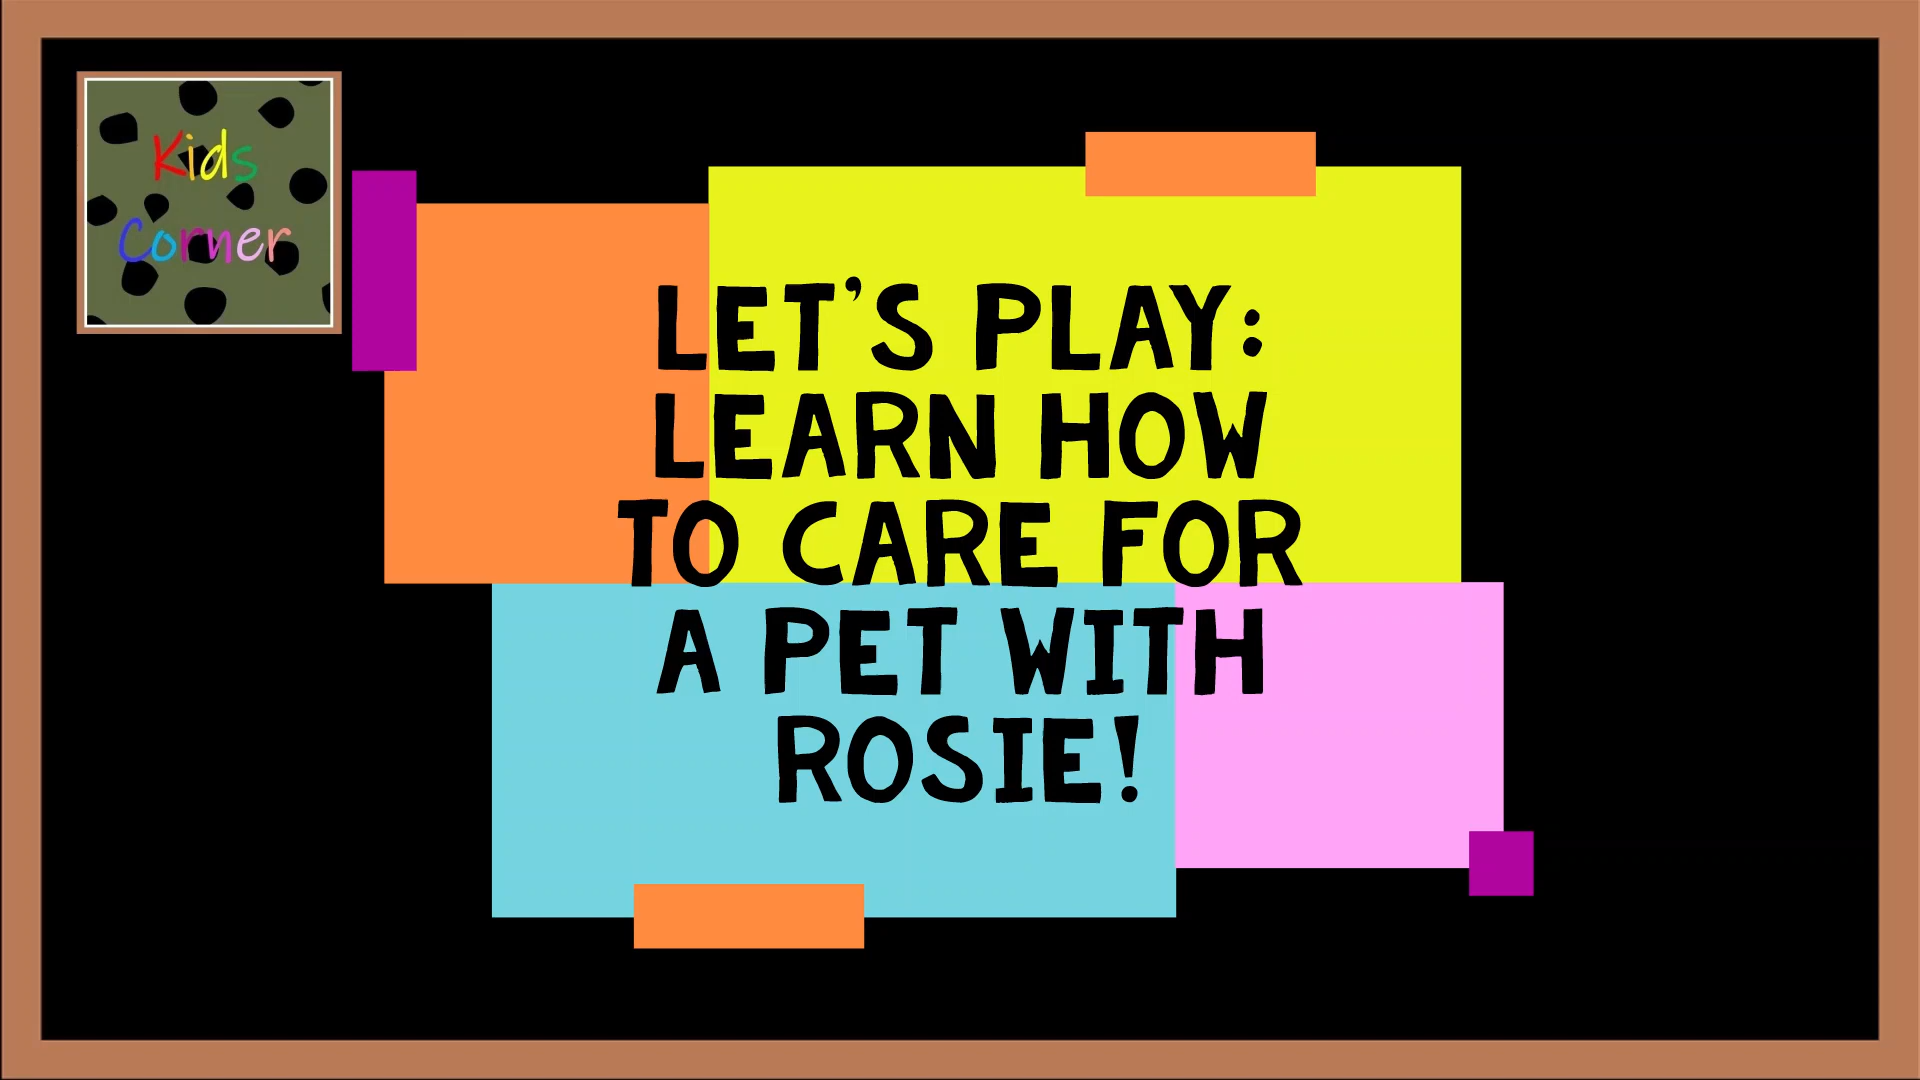 Kids
Corner
LET'S PLAY:
LEARN HOW
TO CARE FOR
A PET WITH
ROSIE!